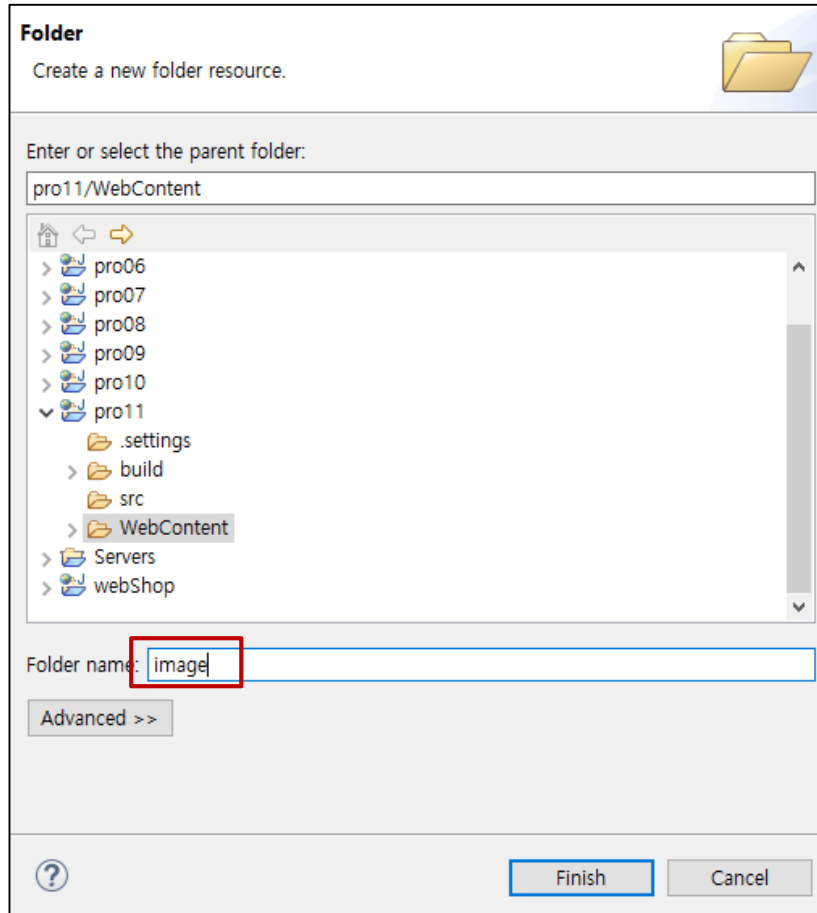 Folder
Create a new folder resource.
Enter or select the parent folder:
pro11/WebContent
pro06
pro07
pro08
pro09
pro10
pro11
.settings
build
src
WebContent
Servers
webShop
Folder name: image
Advanced >>
?
Finish
Cancel